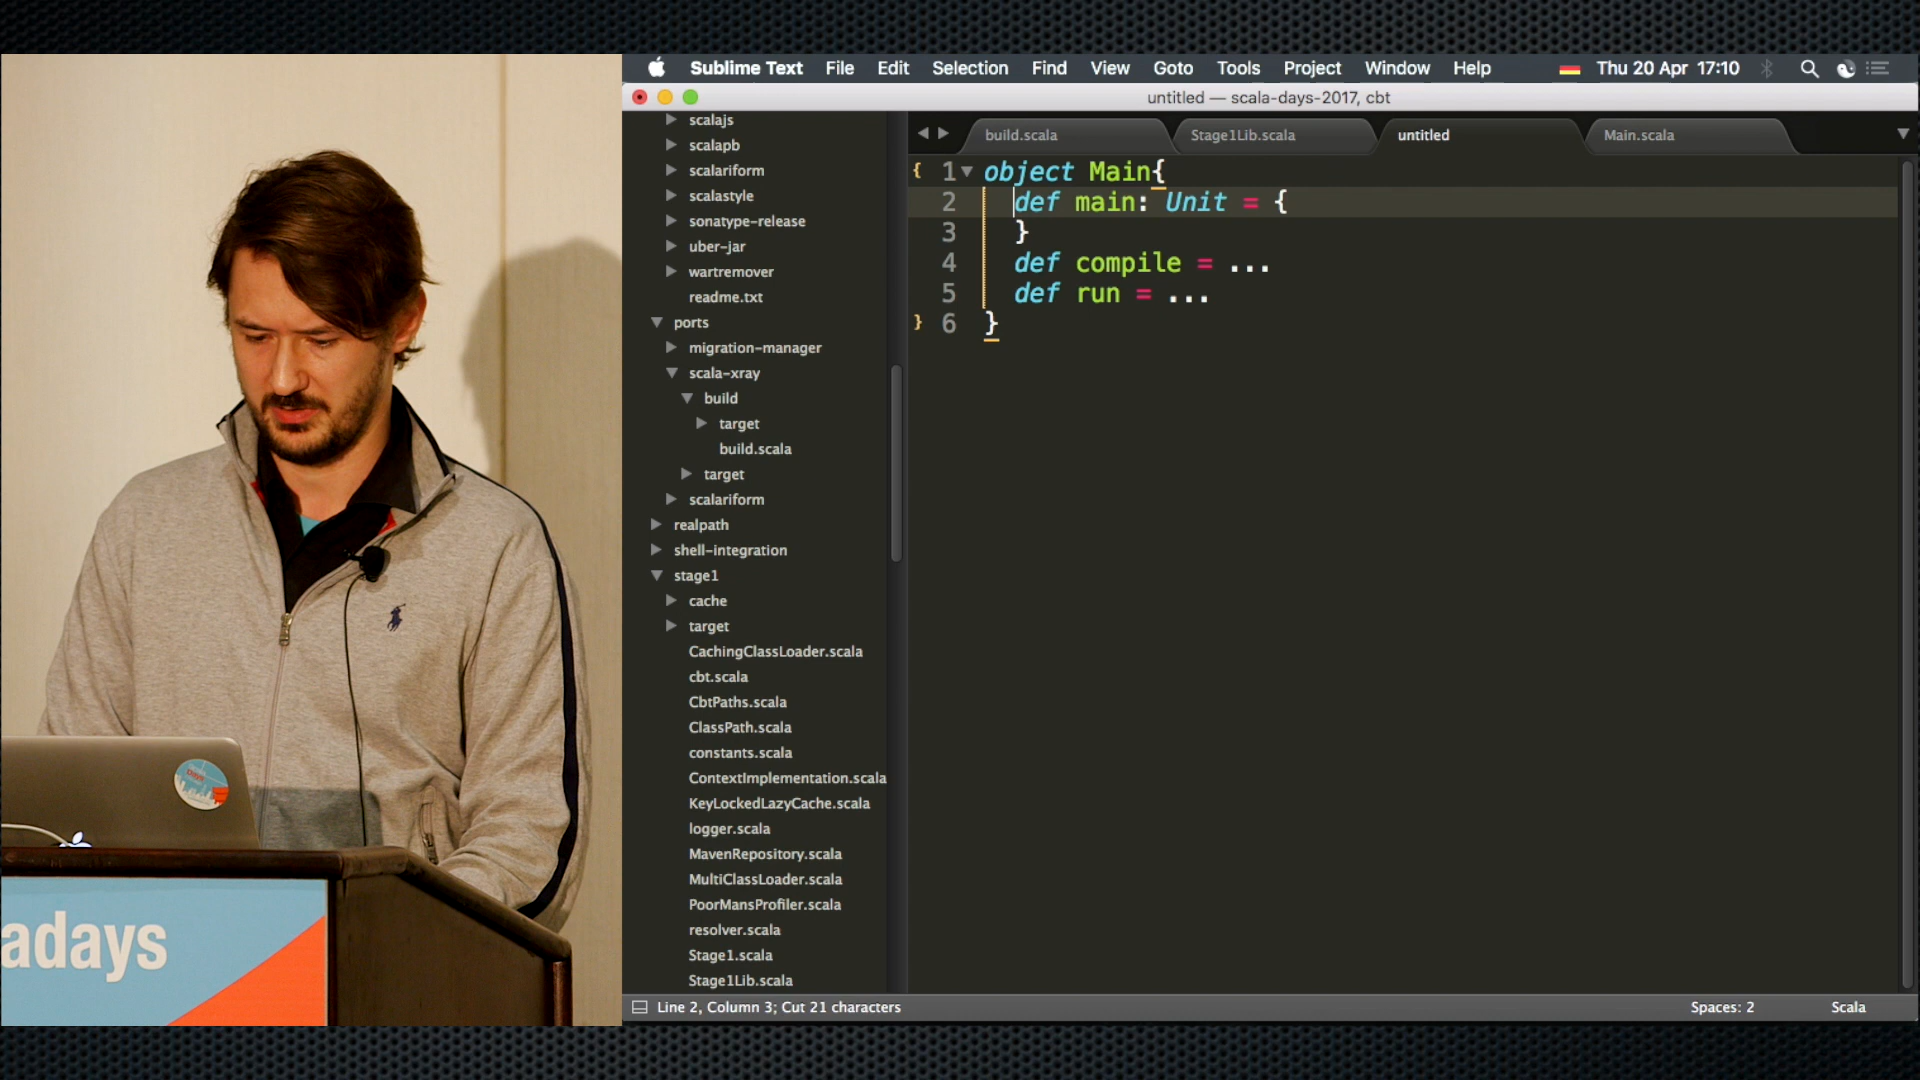 Sublime Text File Edit Selection Find View Goto Tools Project Window Help Thu 20 Apr 17:10
untitled — scala-days-2017, cbt
build.scala Stage1Lib.scala untitled Main.scala
scalajs
scalapb
scalariform
scalastyle
sonatype-release
uber-jar
wartremover
readme.txt
ports
migration-manager
scala-xray
build
target
build.scala
target
scalariform
realpath
shell-integration
stage1
cache
target
CachingClassLoader.scala
cbt.scala
CbtPaths.scala
ClassPath.scala
constants.scala
ContextImplementation.scala
KeyLockedLazyCache.scala
logger.scala
MavenRepository.scala
MultiClassLoader.scala
PoorMansProfiler.scala
resolver.scala
Stage1.scala
Stage1Lib.scala
{ 1 object Main{
2 def main: Unit = {
3 }
4 def compile = ...
5 def run = ...
} 6 }
Line 2, Column 3; Cut 21 characters Spaces: 2 Scala
adays